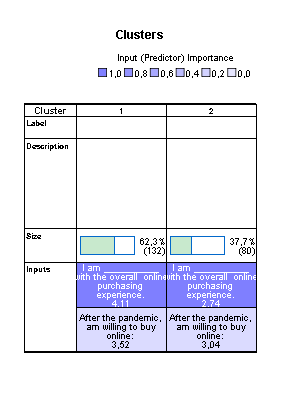 Clusters
Input (Predictor) Importance
1,0 0,8 0,6 0,4 0,2 0,0
Cluster 1 2
Label
Description
Size 62,3% (132) 37,7% (80)
Inputs
I am ____________ I am ____________
with the overall online with the overall online
purchasing purchasing
experience. experience.
4,11 2,74
After the pandemic, After the pandemic,
am willing to buy am willing to buy
online: online:
3,52 3,04